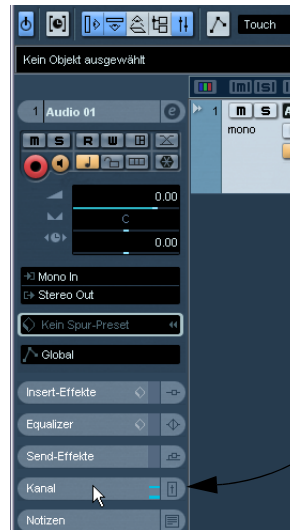 Touch
Kein Objekt ausgewählt
m s
1 Audio 01 e
1 m s A
mono
m S R W
0.00
C
0.00
Mono In
Stereo Out
Kein Spur-Preset
Global
Insert-Effekte
Equalizer
Send-Effekte
Kanal
Notizen